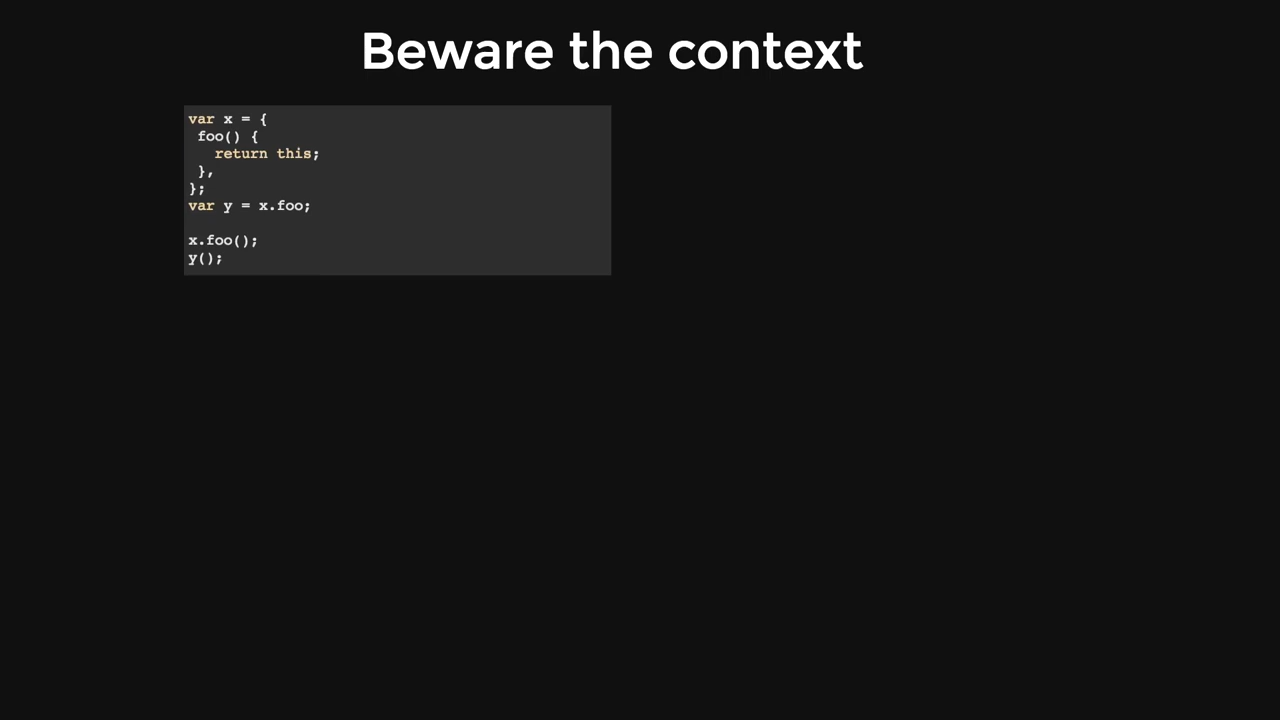 Beware the context
var x = {
 foo() {
   return this;
 },
};
var y = x.foo;

x.foo();
y();